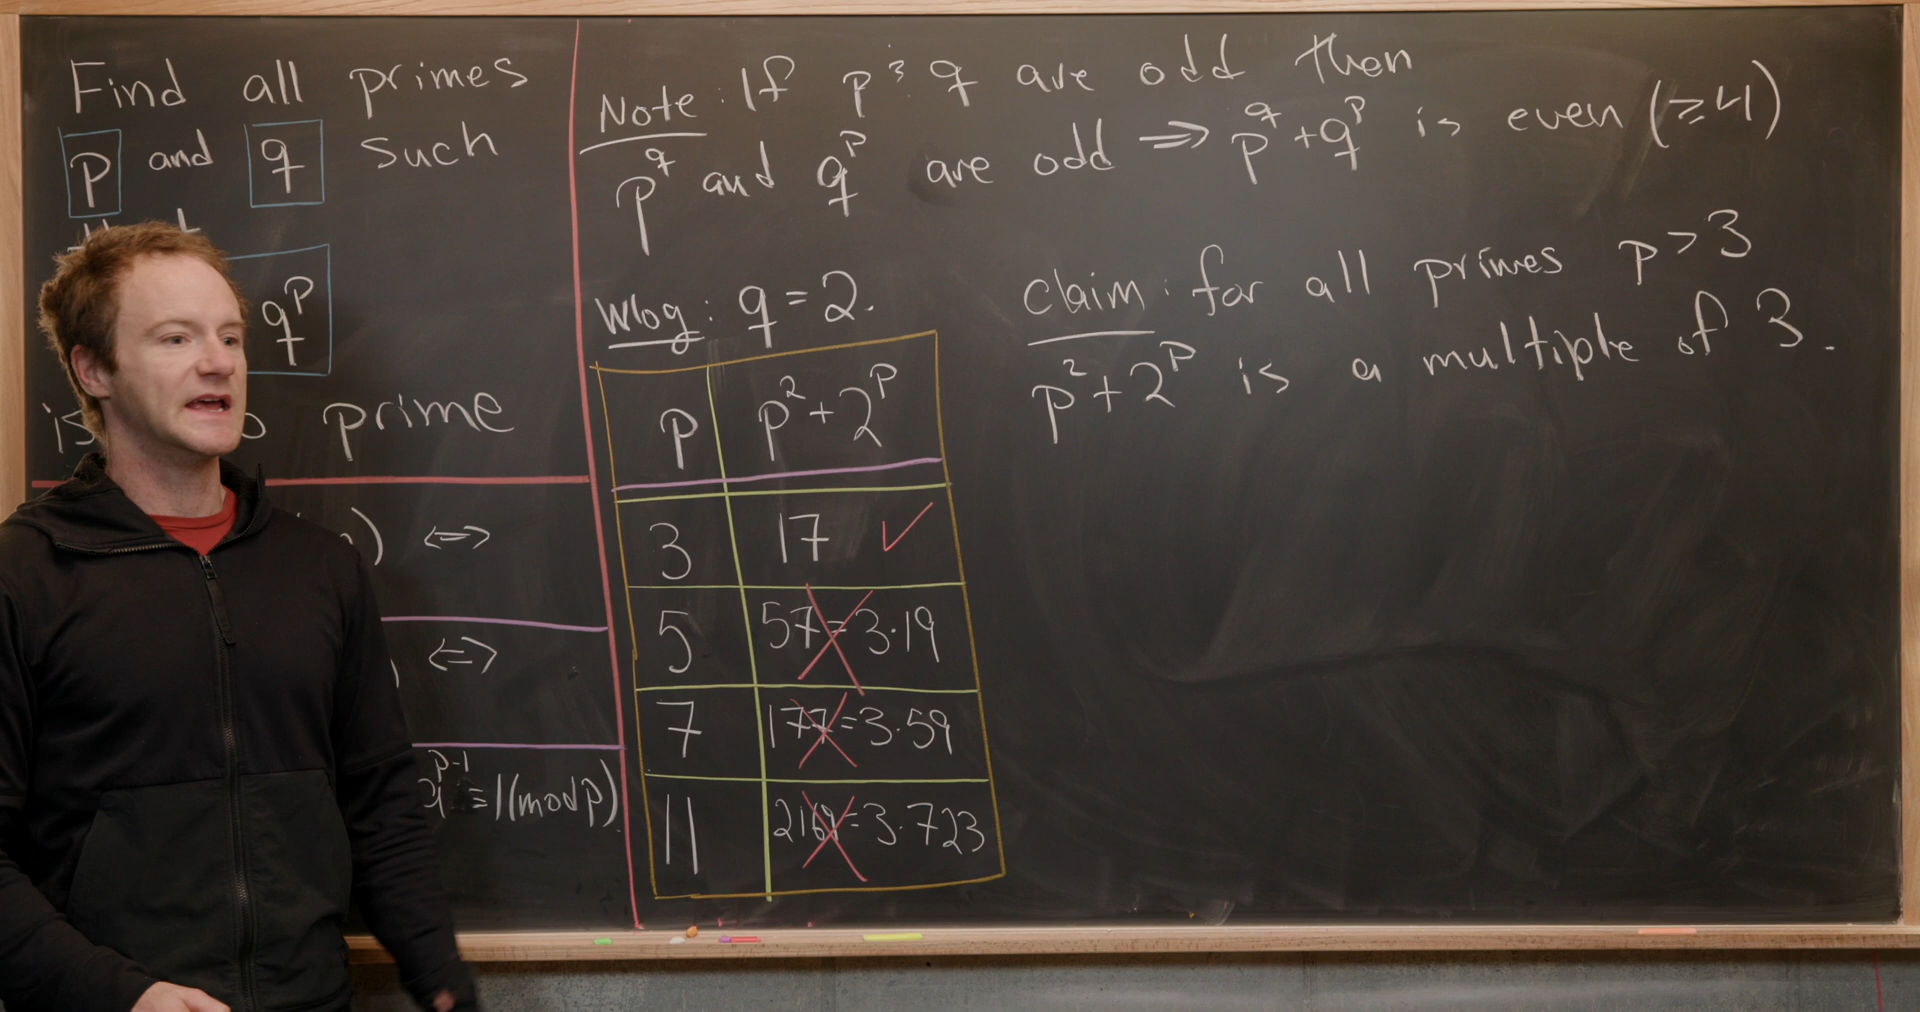 Find all primes
p and q such
q^p
is prime
) ⟺
⟺
p-1
≡1(mod p).
Note: If p & q are odd then
p^q and q^p are odd ⟹ p^q+q^p is even (≥4)
Wlog: q=2.
p p^2+2^p
3 17 ✓
5 57=3·19
7 177=3·59
11 2169=3·723
Claim: for all primes p>3
p^2+2^p is a multiple of 3.